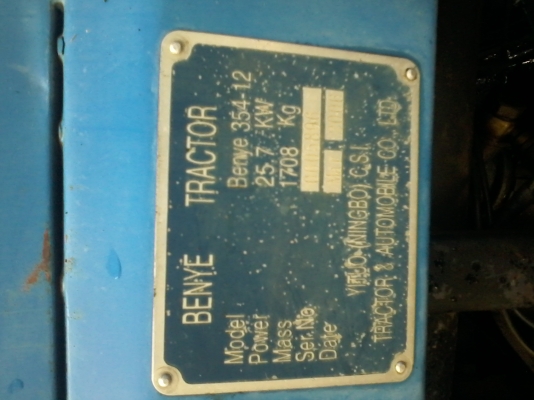 BENYE TRACTOR
Model Benye 354-12
Power 25.7 KW
Mass 1708 Kg
Ser.No.
Date
(NINGBO) C.S.I.
TRACTOR & AUTOMOBILE CO., LTD.